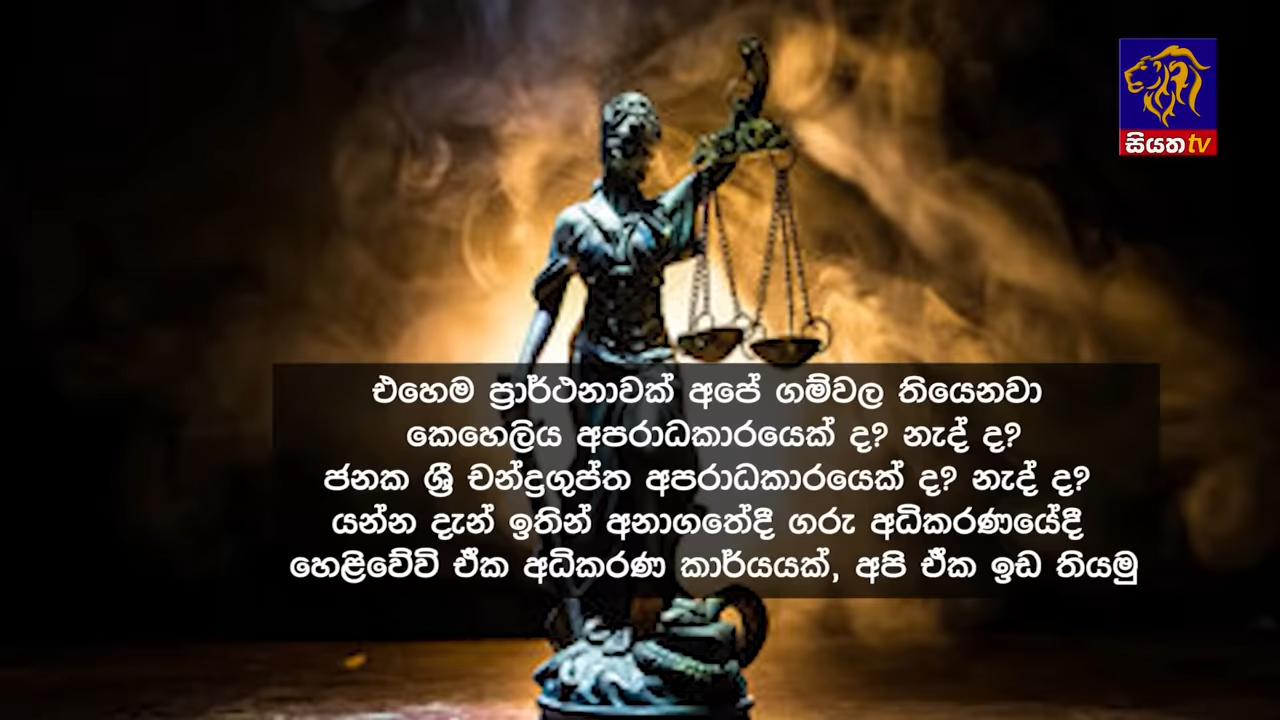 සියත tv
එහෙම ප්‍රාර්ථනාවක් අපේ ගම්වල තියෙනවා
කෙහෙලිය අපරාධකාරයෙක් ද? නැද් ද?
ජනක ශ්‍රී චන්ද්‍රගුප්ත අපරාධකාරයෙක් ද? නැද් ද?
යන්න දැන් ඉතින් අනාගතේදී ගරු අධිකරණයේදී
හෙළිවේවි ඒක අධිකරණ කාර්යයක්, අපි ඒක ඉඩ තියමු